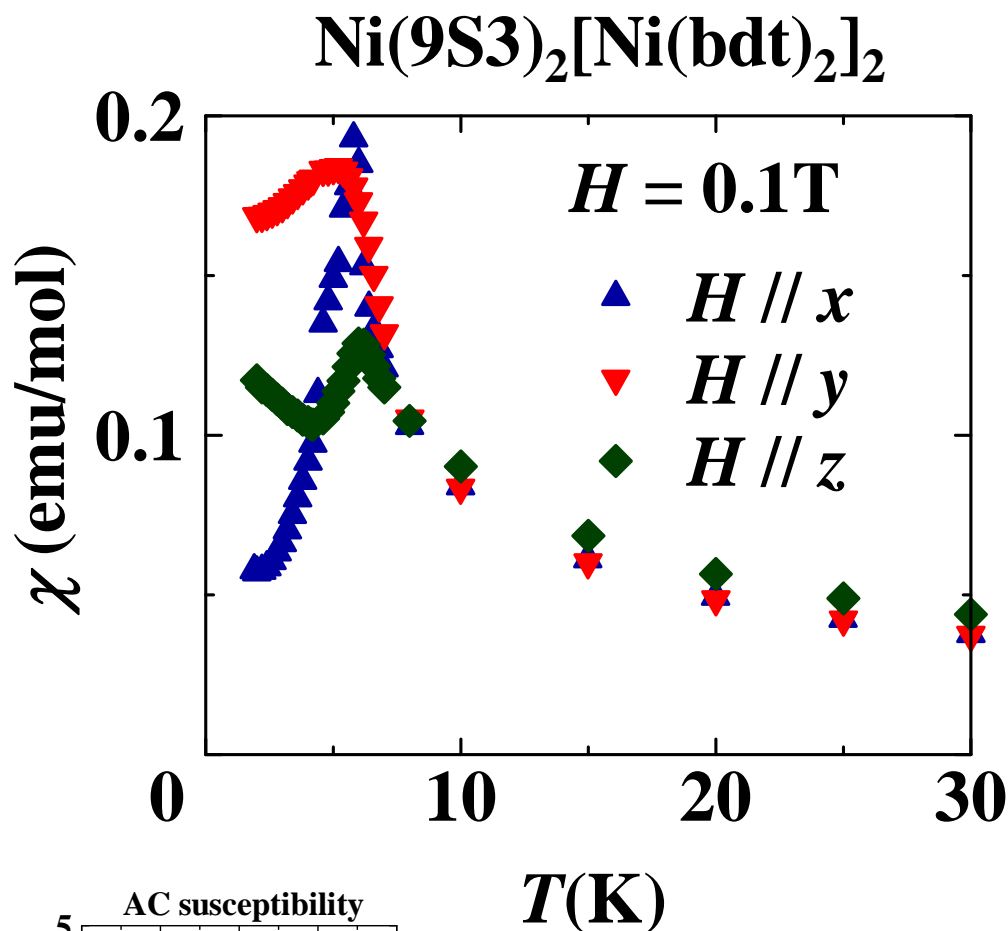 Ni(9S3)₂[Ni(bdt)₂]₂
0.2
H = 0.1T
H // x
H // y
H // z
χ (emu/mol)
0.1
0 10 20 30
T(K)
AC susceptibility
5